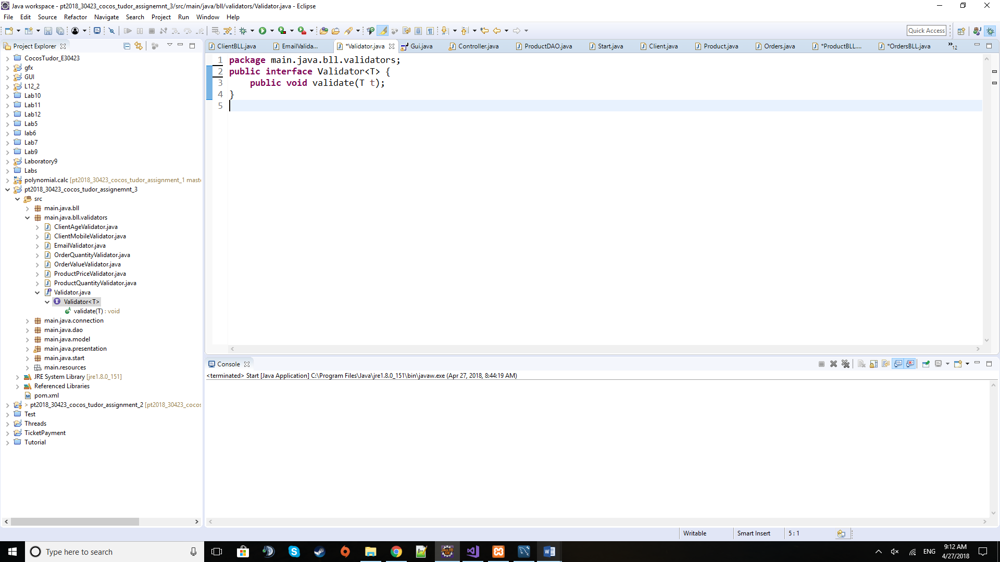 Java workspace - pt2018_30423_cocos_tudor_assignemnt_3/src/main/java/bll/validators/Validator.java - Eclipse
File Edit Source Refactor Navigate Search Project Run Window Help
Quick Access
Project Explorer
CocosTudor_E30423
gfx
GUI
L12_2
Lab10
Lab11
Lab12
Lab5
lab6
Lab7
Lab9
Laboratory9
Labs
polynomial.calc [pt2018_30423_cocos_tudor_assignment_1 maste
pt2018_30423_cocos_tudor_assignemnt_3
src
main.java.bll
main.java.bll.validators
ClientAgeValidator.java
ClientMobileValidator.java
EmailValidator.java
OrderQuantityValidator.java
OrderValueValidator.java
ProductPriceValidator.java
ProductQuantityValidator.java
Validator.java
Validator<T>
validate(T) : void
main.java.connection
main.java.dao
main.java.model
main.java.presentation
main.java.start
main.resources
JRE System Library [jre1.8.0_151]
Referenced Libraries
pom.xml
> pt2018_30423_cocos_tudor_assignment_2 [pt2018_30423_cocos
Test
Threads
TicketPayment
Tutorial
ClientBLL.java EmailValida... *Validator.java Gui.java Controller.java ProductDAO.java Start.java Client.java Product.java Orders.java *ProductBLL.... *OrdersBLL.java »12
1 package main.java.bll.validators;
2 public interface Validator<T> {
3 public void validate(T t);
4 }
5
Console
<terminated> Start [Java Application] C:\Program Files\Java\jre1.8.0_151\bin\javaw.exe (Apr 27, 2018, 8:44:19 AM)
Writable Smart Insert 5 : 1
Type here to search
ENG
9:12 AM
4/27/2018